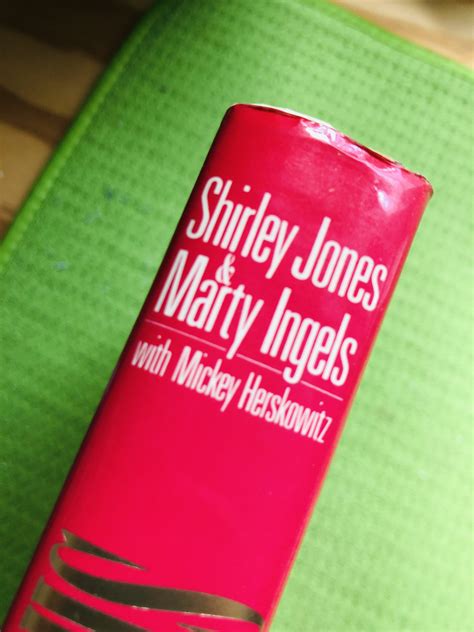 Shirley Jones
&
Marty Ingels
with Mickey Herskowitz